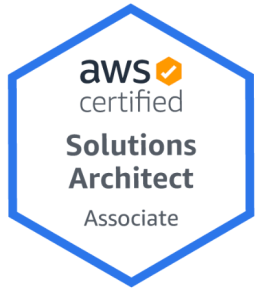 aws
certified
Solutions
Architect
Associate